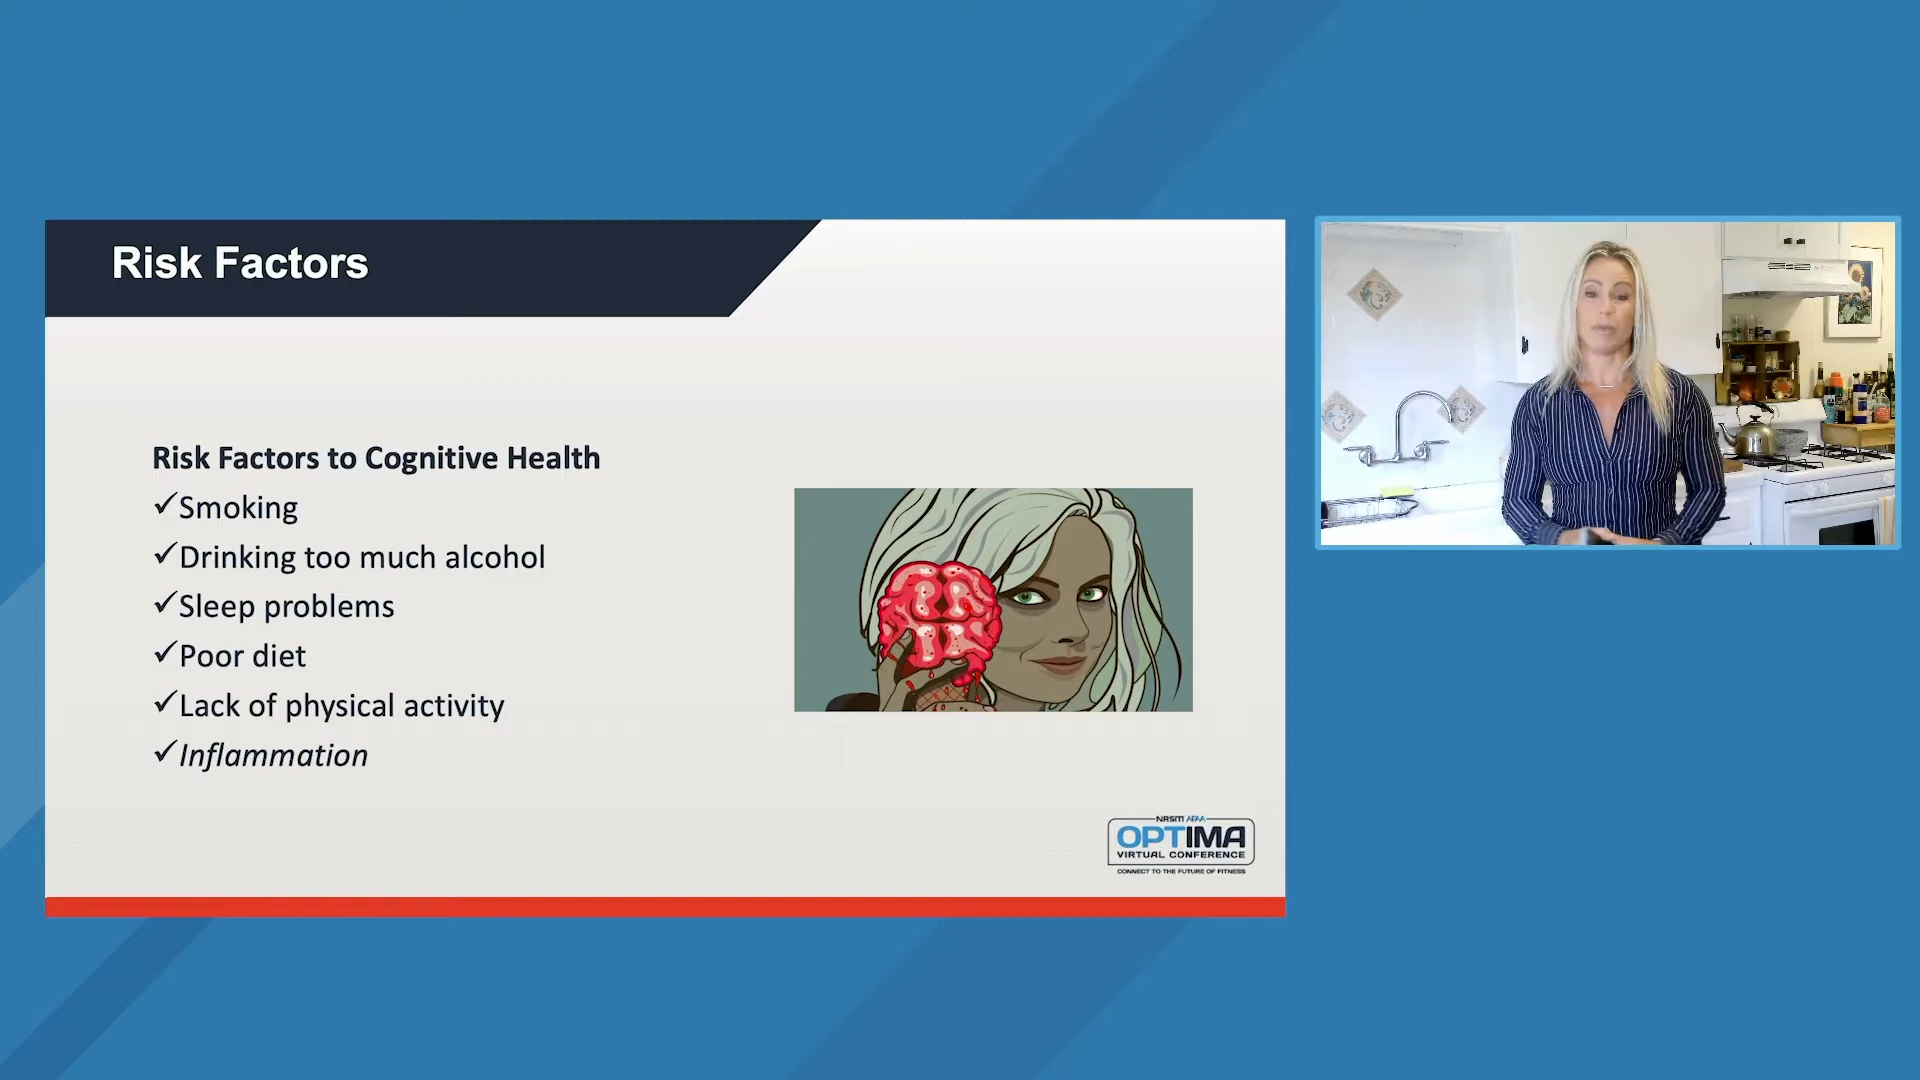 Risk Factors
Risk Factors to Cognitive Health
✓Smoking
✓Drinking too much alcohol
✓Sleep problems
✓Poor diet
✓Lack of physical activity
✓Inflammation
NASM AFAA
OPTIMA
VIRTUAL CONFERENCE
CONNECT TO THE FUTURE OF FITNESS